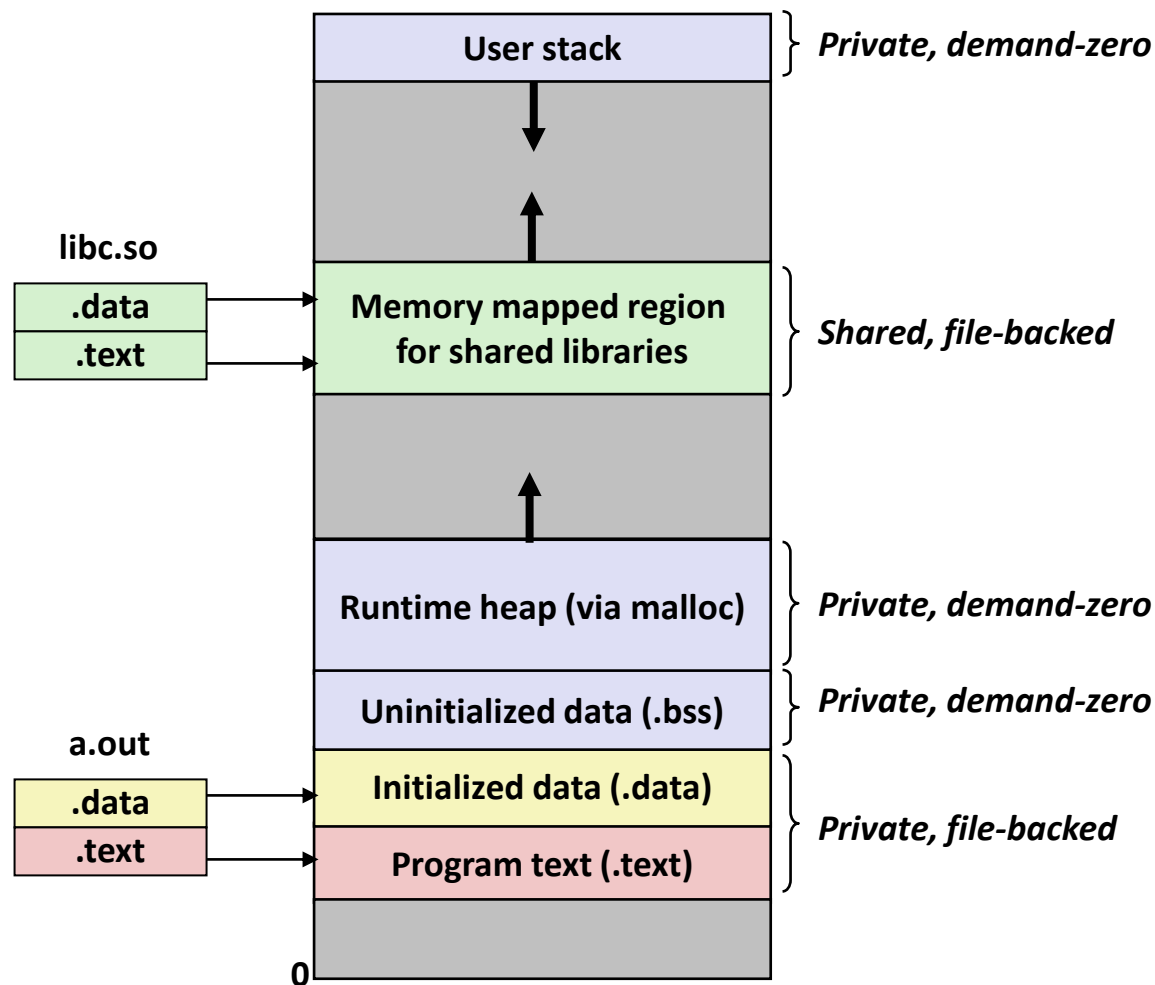 User stack
Private, demand-zero
libc.so
.data
.text
Memory mapped region
for shared libraries
Shared, file-backed
Runtime heap (via malloc)
Private, demand-zero
Uninitialized data (.bss)
Private, demand-zero
a.out
.data
.text
Initialized data (.data)
Program text (.text)
Private, file-backed
0